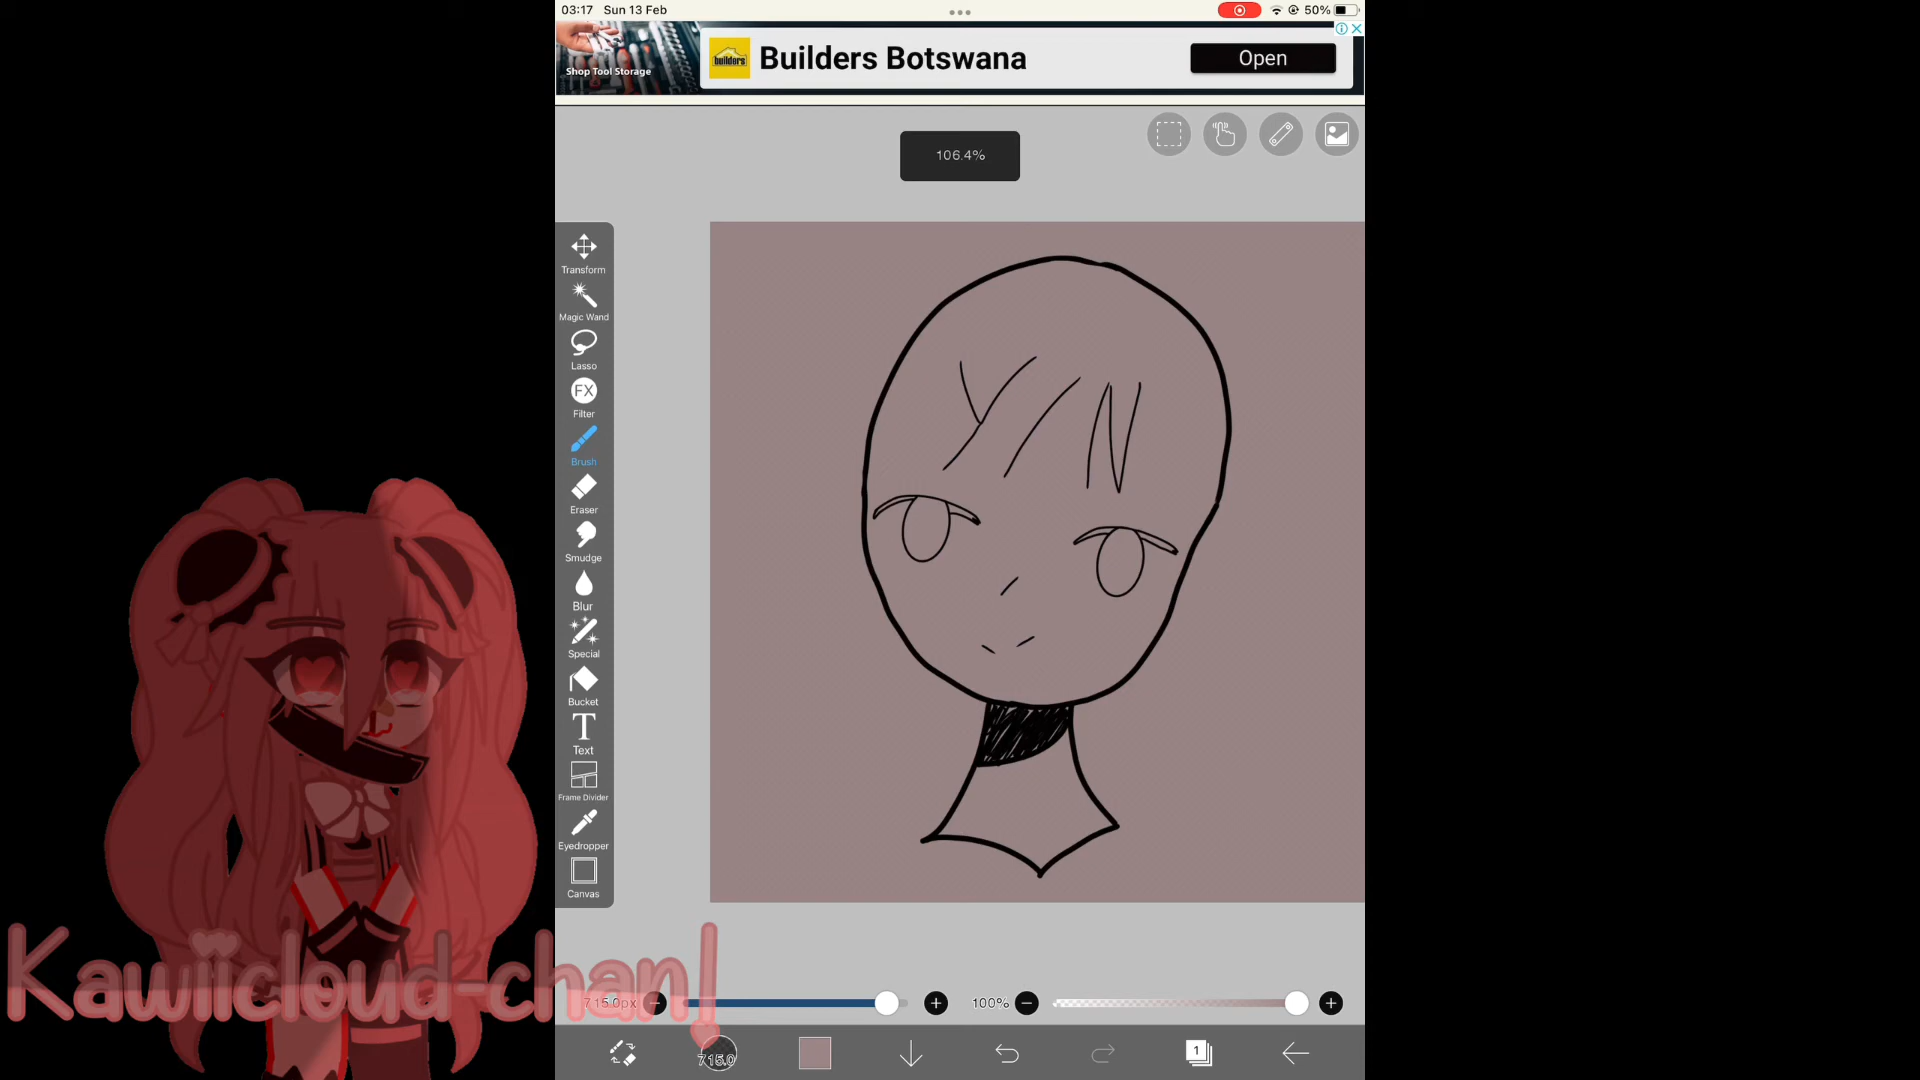 03:17 Sun 13 Feb
50%
Shop Tool Storage
builders
Builders Botswana
Open
106.4%
Transform
Magic Wand
Lasso
FX
Filter
Brush
Eraser
Smudge
Blur
Special
Bucket
T
Text
Frame Divider
Eyedropper
Canvas
Kawiicloud-chan!
715.0px
100%
715.0
1